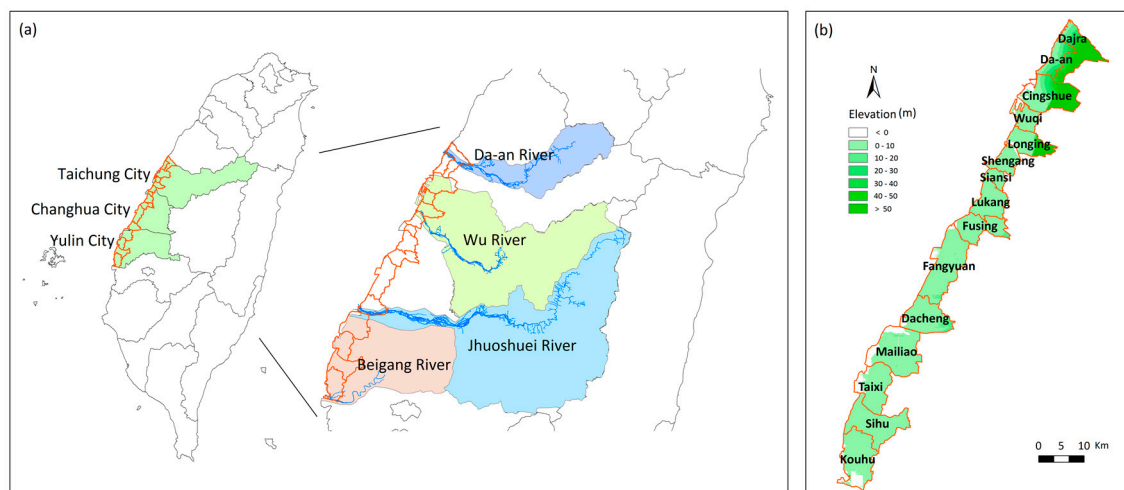 (a)
Taichung City
Changhua City
Yulin City
Da-an River
Wu River
Jhuoshuei River
Beigang River
(b)
N
Elevation (m)
< 0
0 - 10
10 - 20
20 - 30
30 - 40
40 - 50
> 50
Dajra
Da-an
Cingshue
Wuqi
Longing
Shengang
Siansi
Lukang
Fusing
Fangyuan
Dacheng
Mailiao
Taixi
Sihu
Kouhu
0 5 10 Km